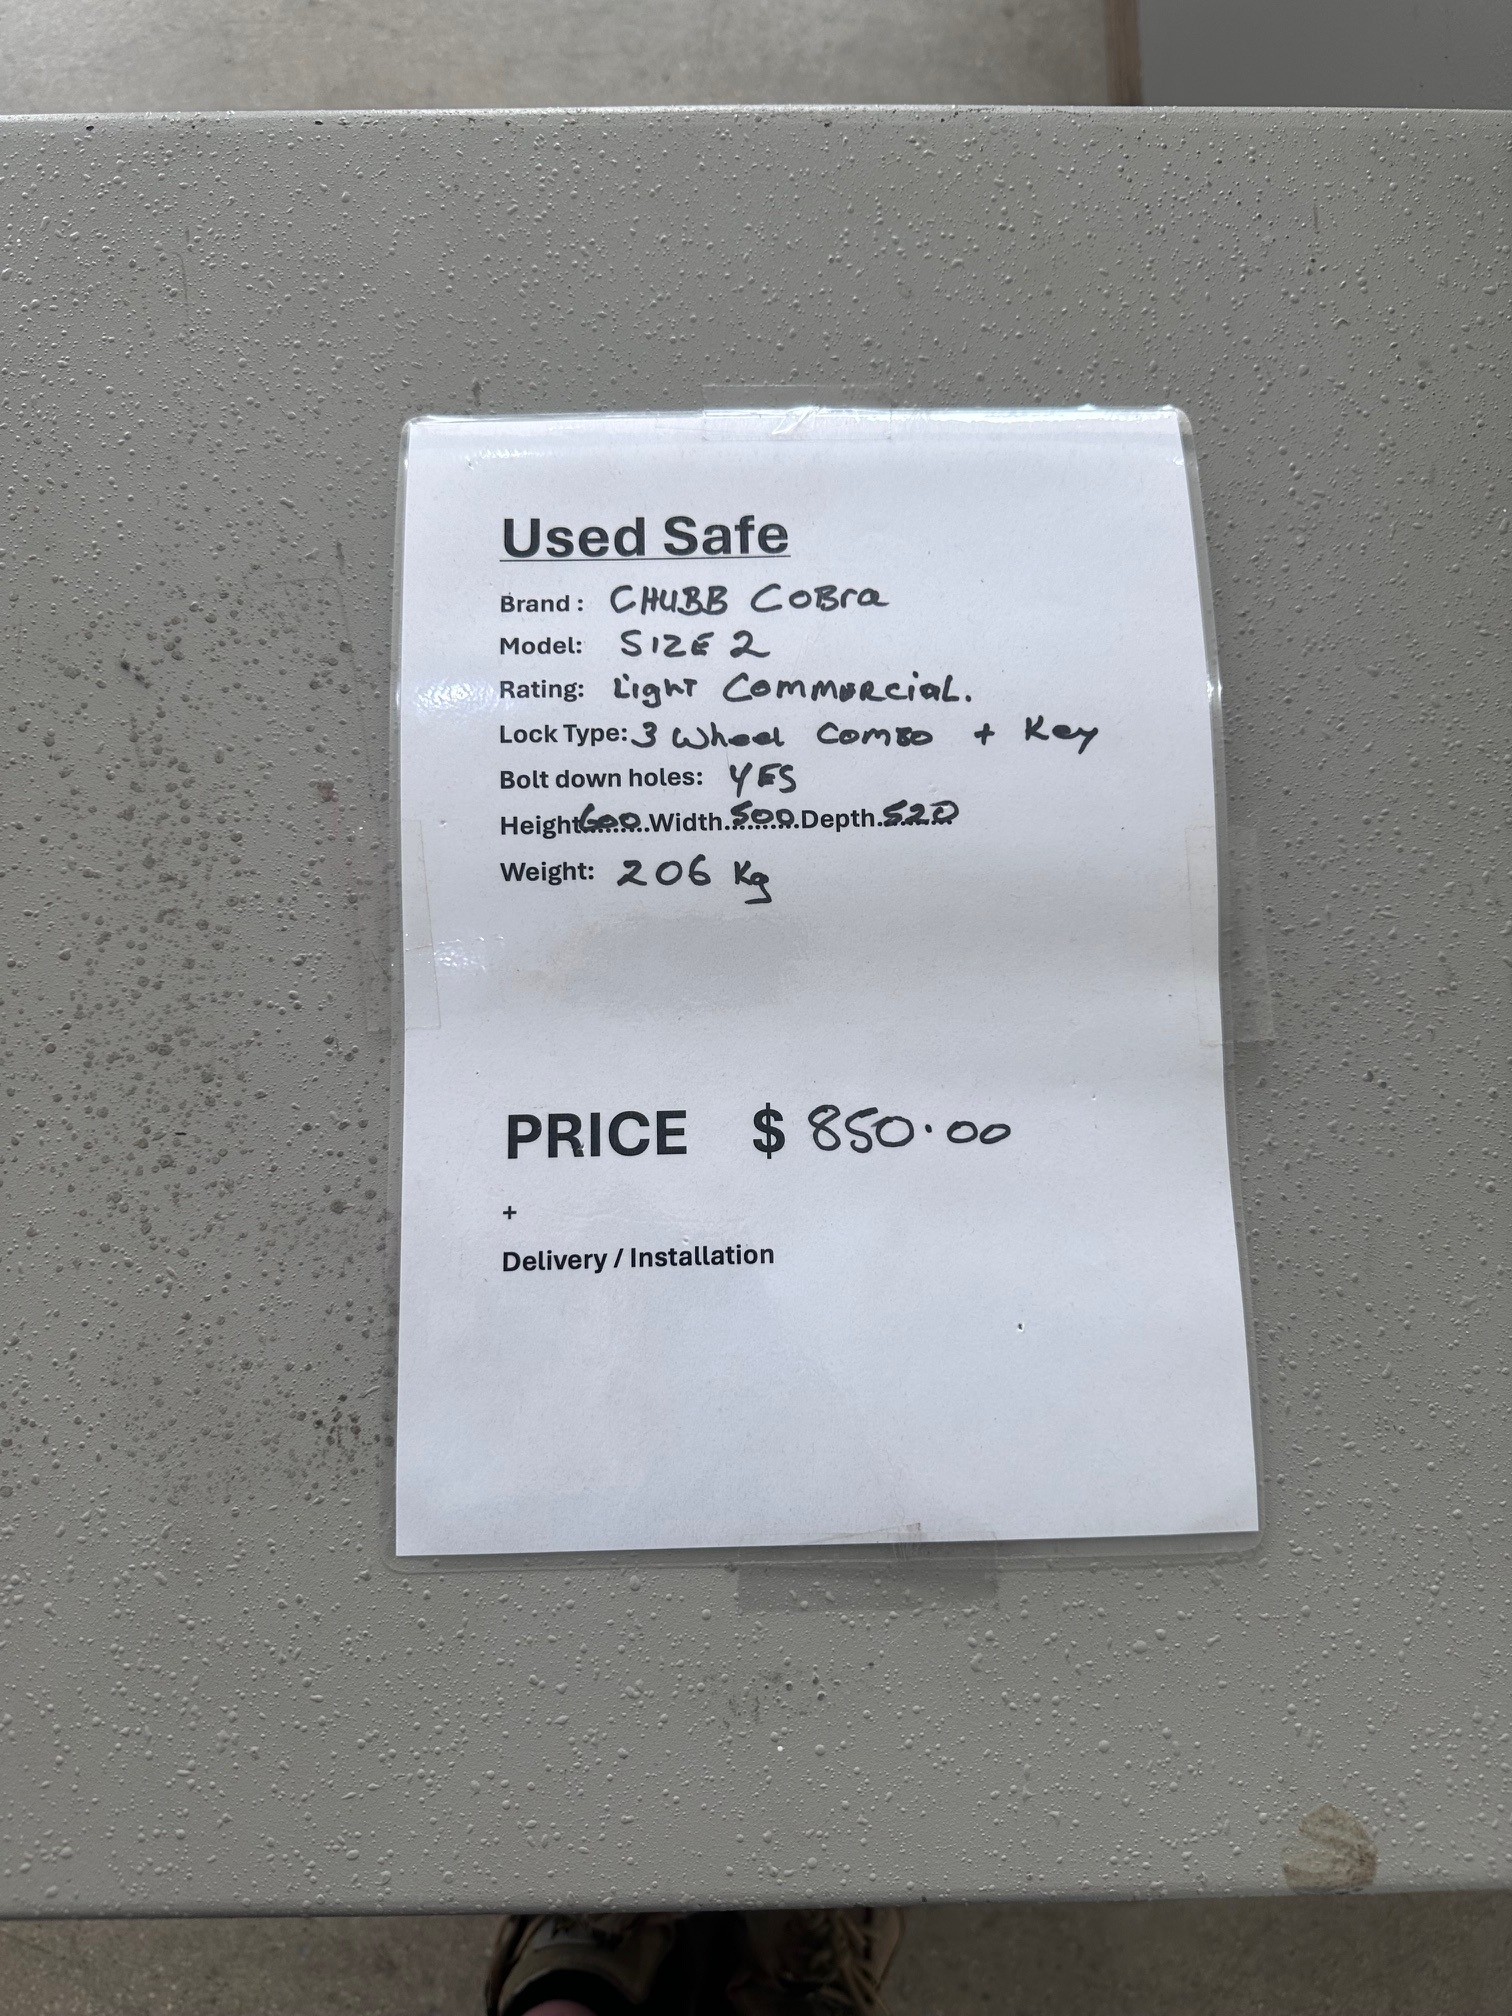 Used Safe
Brand : CHUBB CoBra
Model: SIZE 2
Rating: Light Commercial.
Lock Type: 3 Wheel Combo + Key
Bolt down holes: YES
Height 600 Width 500 Depth 520
Weight: 206 Kg
PRICE $ 850.00
+
Delivery / Installation